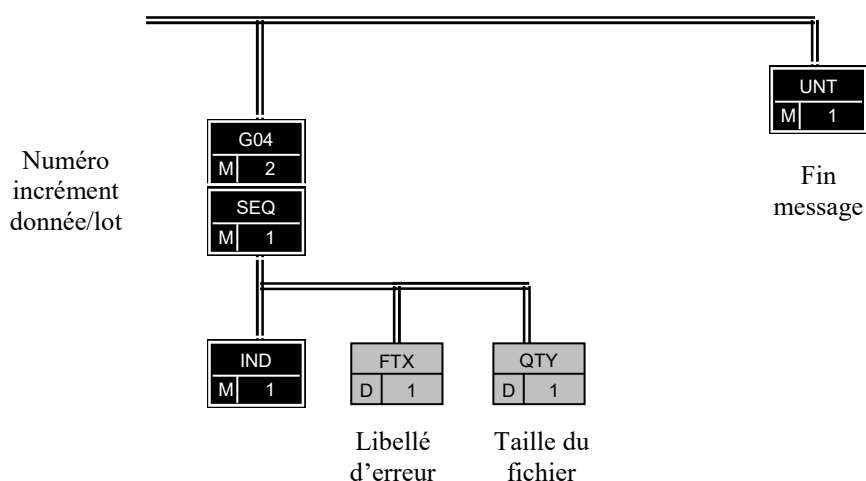 UNT
M 1
Fin
message
G04
M 2
Numéro
incrément
donnée/lot
SEQ
M 1
IND
M 1
FTX
D 1
Libellé
d’erreur
QTY
D 1
Taille du
fichier